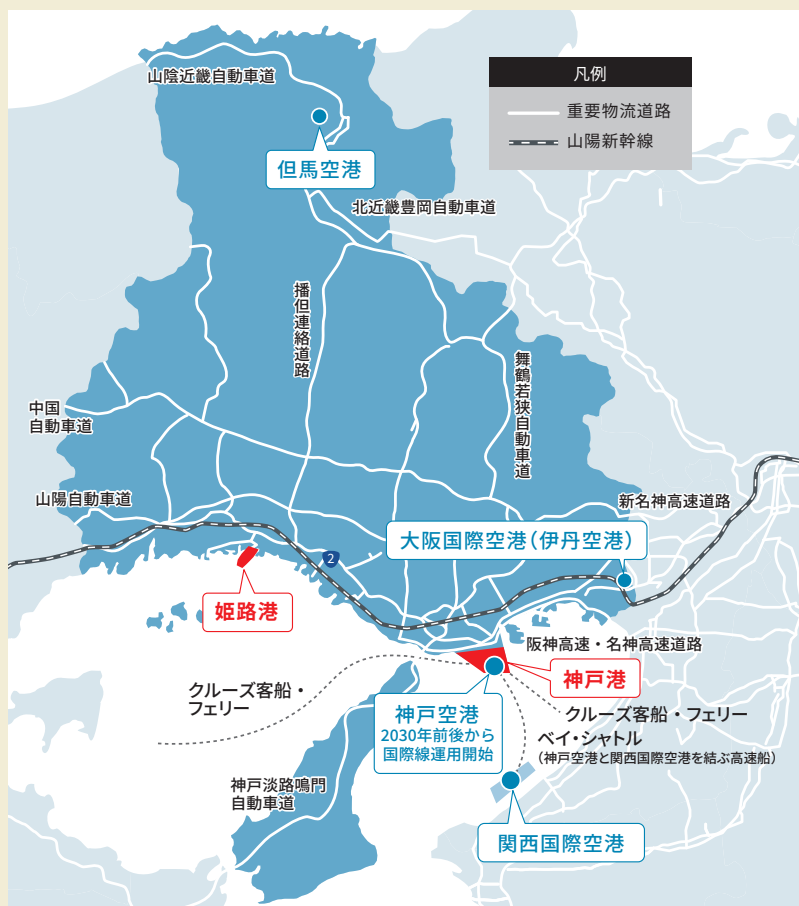 凡例
重要物流道路
山陽新幹線
山陰近畿自動車道
但馬空港
北近畿豊岡自動車道
播但連絡道路
舞鶴若狭自動車道
中国
自動車道
山陽自動車道
新名神高速道路
大阪国際空港(伊丹空港)
2
姫路港
阪神高速・名神高速道路
神戸港
クルーズ客船・
フェリー
神戸空港
2030年前後から
国際線運用開始
クルーズ客船・フェリー
ベイ・シャトル
(神戸空港と関西国際空港を結ぶ高速船)
神戸淡路鳴門
自動車道
関西国際空港